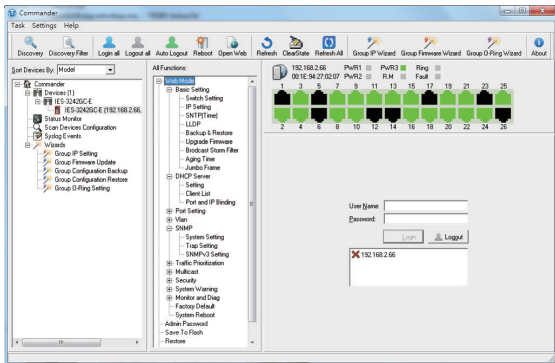 Commander
Task Settings Help
Discovery Discovery Filter Login all Logout all Auto Logout Reboot Open Web Refresh ClearState Refresh All Group IP Wizard Group Firmware Wizard Group O-Ring Wizard About
Sort Devices By: Model
Commander
Devices (1)
IES-3242GC-E
IES-3242GC-E (192.168.2.66,
Status Monitor
Scan Devices Configuration
Syslog Events
Wizards
Group IP Setting
Group Firmware Update
Group Configuration Backup
Group Configuration Restore
Group O-Ring Setting
All Functions:
Web Mode
Basic Setting
Switch Setting
IP Setting
SNTP(Time)
LLDP
Backup & Restore
Upgrade Firmware
Brodcast Storm Filter
Aging Time
Jumbo Frame
DHCP Server
Setting
Client List
Port and IP Binding
Port Setting
Vlan
SNMP
System Setting
Trap Setting
SNMPv3 Setting
Traffic Prioritization
Multicast
Security
System Warning
Monitor and Diag
Factory Default
System Reboot
Admin Password
Save To Flash
Restore
192.168.2.66 PWR1 PWR3 Ring
00:1E:94:27:02:07 PWR2 R.M Fault
1 3 5 7 9 11 13 15 17 19 21 23 25
2 4 6 8 10 12 14 16 18 20 22 24 26
User Name:
Password:
Login Loggut
192.168.2.66